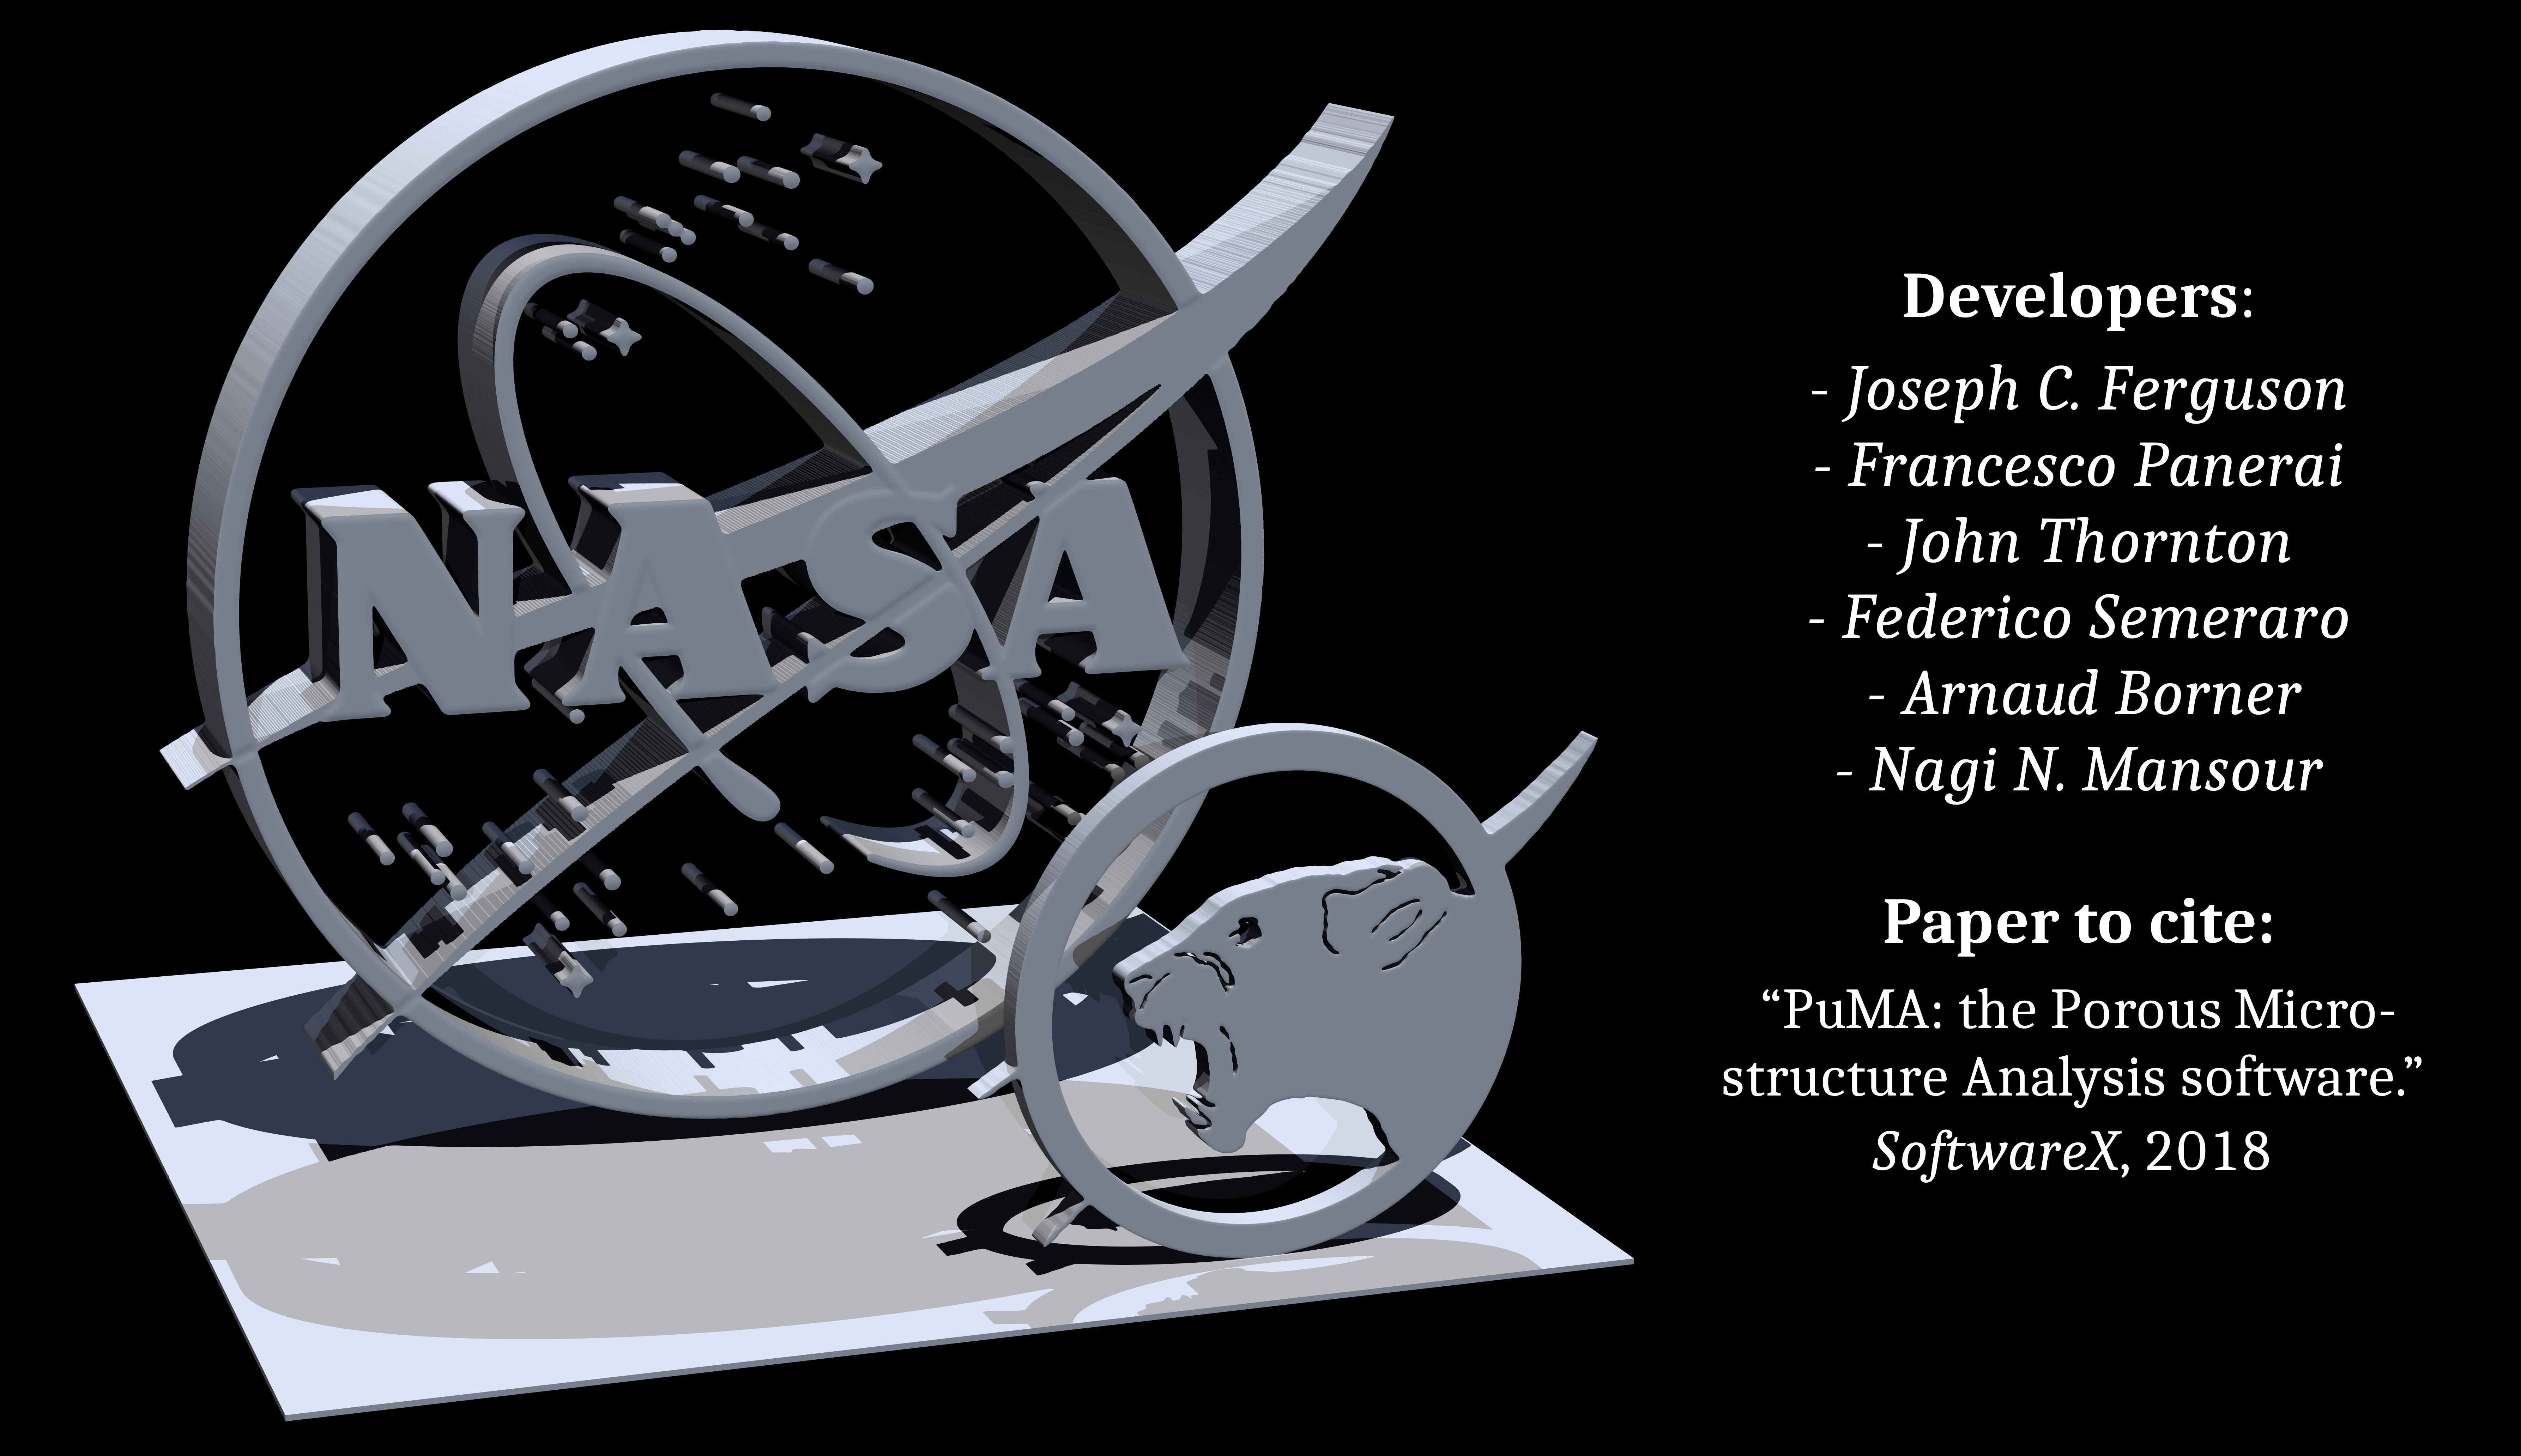 NASA
Developers:
- Joseph C. Ferguson
- Francesco Panerai
- John Thornton
- Federico Semeraro
- Arnaud Borner
- Nagi N. Mansour
Paper to cite:
“PuMA: the Porous Micro-
structure Analysis software.”
SoftwareX, 2018